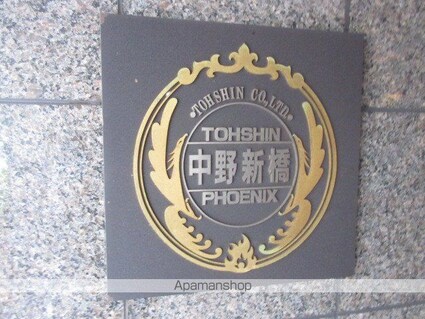 •TOHSHIN CO.,LTD.•
TOHSHIN
中野新橋
PHOENIX
Apamanshop